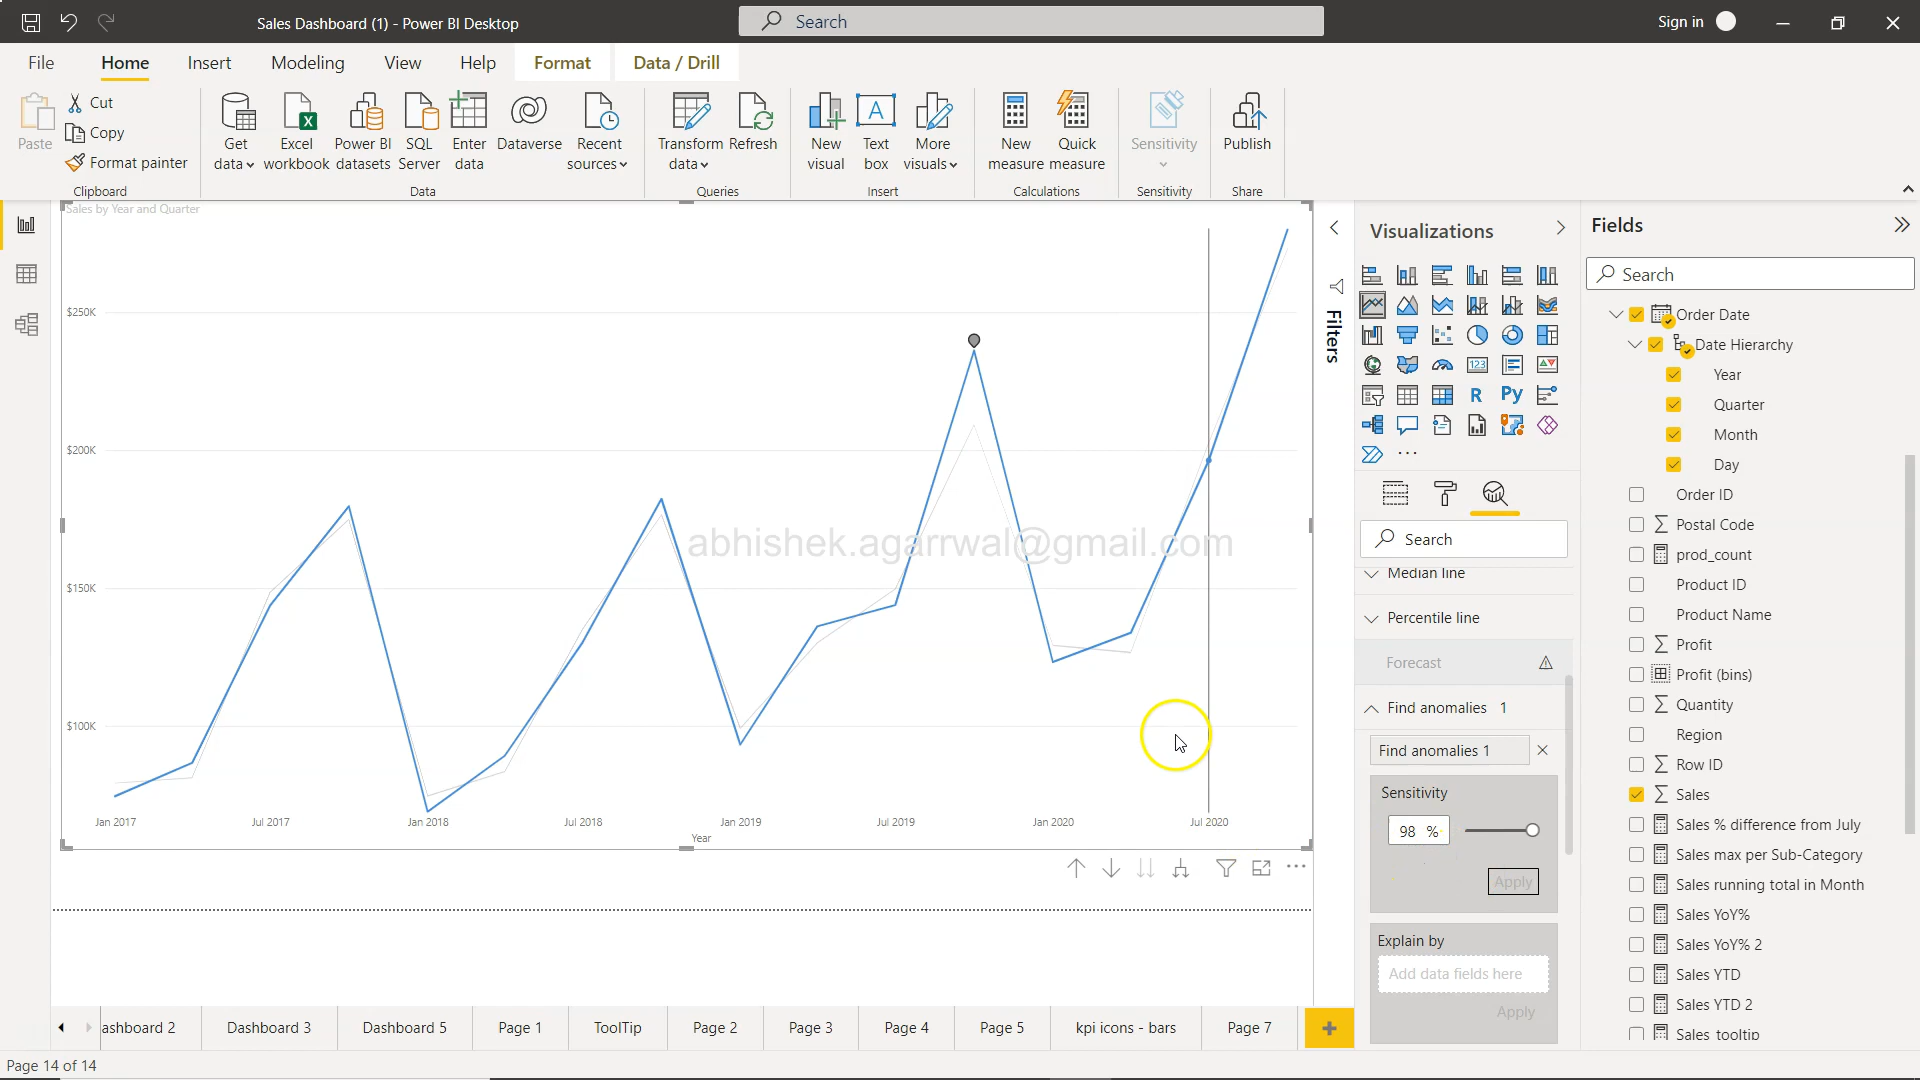 Sales Dashboard (1) - Power BI Desktop
Search
Sign in
File Home Insert Modeling View Help Format Data / Drill
Paste
Cut
Copy
Format painter
Clipboard
Get data
Excel workbook
Power BI datasets
SQL Server
Enter data
Dataverse
Recent sources
Data
Transform data
Refresh
Queries
New visual
Text box
More visuals
Insert
New measure
Quick measure
Calculations
Sensitivity
Sensitivity
Publish
Share
Sales by Year and Quarter
$250K
$200K
$150K
$100K
Jan 2017 Jul 2017 Jan 2018 Jul 2018 Jan 2019 Jul 2019 Jan 2020 Jul 2020
Year
abhishek.agarrwal@gmail.com
Filters
Visualizations
R
Py
123
Search
Median line
Percentile line
Forecast
Find anomalies 1
Find anomalies 1
Sensitivity
98 %
Apply
Explain by
Add data fields here
Apply
Fields
Search
Order Date
Date Hierarchy
Year
Quarter
Month
Day
Order ID
Postal Code
prod_count
Product ID
Product Name
Profit
Profit (bins)
Quantity
Region
Row ID
Sales
Sales % difference from July
Sales max per Sub-Category
Sales running total in Month
Sales YoY%
Sales YoY% 2
Sales YTD
Sales YTD 2
Sales tooltip
ashboard 2 Dashboard 3 Dashboard 5 Page 1 ToolTip Page 2 Page 3 Page 4 Page 5 kpi icons - bars Page 7
Page 14 of 14